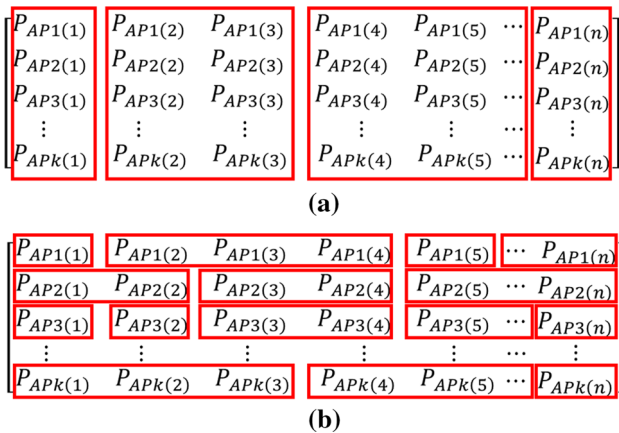 P_{AP1(1)} P_{AP1(2)} P_{AP1(3)} P_{AP1(4)} P_{AP1(5)} ⋯ P_{AP1(n)}
P_{AP2(1)} P_{AP2(2)} P_{AP2(3)} P_{AP2(4)} P_{AP2(5)} ⋯ P_{AP2(n)}
P_{AP3(1)} P_{AP3(2)} P_{AP3(3)} P_{AP3(4)} P_{AP3(5)} ⋯ P_{AP3(n)}
⋮ ⋮ ⋮ ⋮ ⋮ ⋯ ⋮
P_{APk(1)} P_{APk(2)} P_{APk(3)} P_{APk(4)} P_{APk(5)} ⋯ P_{APk(n)}
(a)
P_{AP1(1)} P_{AP1(2)} P_{AP1(3)} P_{AP1(4)} P_{AP1(5)} ⋯ P_{AP1(n)}
P_{AP2(1)} P_{AP2(2)} P_{AP2(3)} P_{AP2(4)} P_{AP2(5)} ⋯ P_{AP2(n)}
P_{AP3(1)} P_{AP3(2)} P_{AP3(3)} P_{AP3(4)} P_{AP3(5)} ⋯ P_{AP3(n)}
⋮ ⋮ ⋮ ⋮ ⋮ ⋯ ⋮
P_{APk(1)} P_{APk(2)} P_{APk(3)} P_{APk(4)} P_{APk(5)} ⋯ P_{APk(n)}
(b)